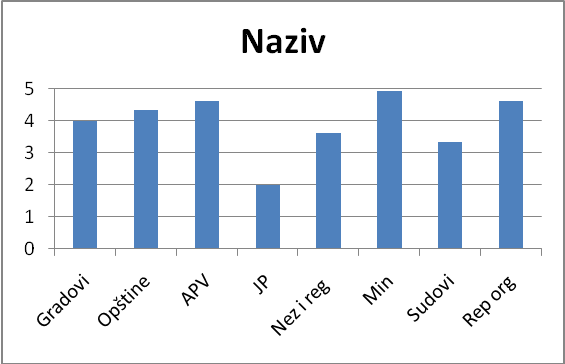 Naziv
5
4
3
2
1
0
Gradovi
Opštine
APV
JP
Nez i reg
Min
Sudovi
Rep org